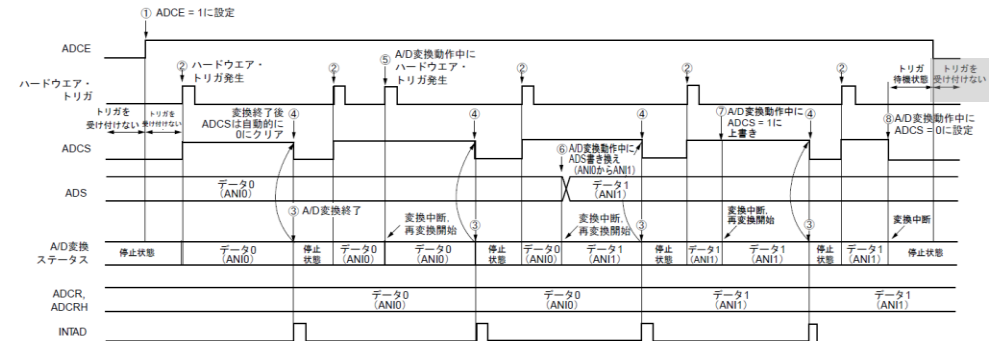 ① ADCE = 1に設定
ADCE
② ハードウエア・
トリガ発生
②
⑤ A/D変換動作中に
ハードウエア・
トリガ発生
②
②
②
トリガ
待機状態
トリガを
受け付けない
ハードウエア・
トリガ
トリガを
受け付けない
トリガを
受け付けない
変換終了後
ADCSは自動的に
0にクリア
④
④
④
⑦ A/D変換動作中に
ADCS = 1に
上書き
④
⑧ A/D変換動作中に
ADCS = 0に設定
ADCS
⑥ A/D変換動作中に
ADS書き換え
(ANI0からANI1)
ADS
データ0
(ANI0)
データ1
(ANI1)
③ A/D変換終了
変換中断,
再変換開始
③
変換中断,
再変換開始
③
変換中断,
再変換開始
③
変換中断
A/D変換
ステータス
停止状態
データ0
(ANI0)
停止
状態
データ0
(ANI0)
データ0
(ANI0)
停止
状態
データ0
(ANI0)
データ1
(ANI1)
停止
状態
データ1
(ANI1)
データ1
(ANI1)
停止
状態
データ1
(ANI1)
停止状態
ADCR,
ADCRH
データ0
(ANI0)
データ0
(ANI0)
データ1
(ANI1)
データ1
(ANI1)
INTAD